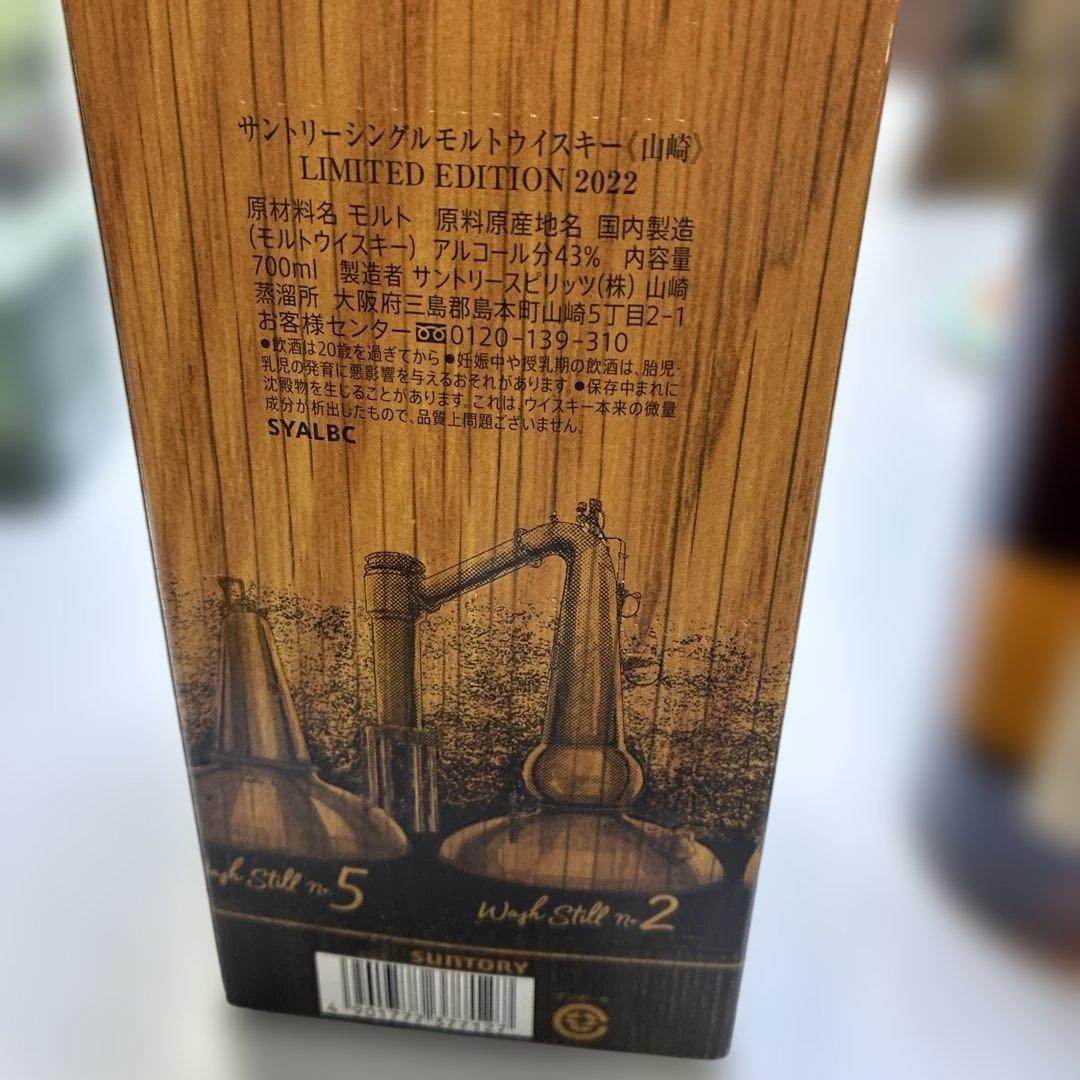 サントリーシングルモルトウイスキー《山崎》
LIMITED EDITION 2022
原材料名 モルト 原料原産地名 国内製造
(モルトウイスキー) アルコール分43% 内容量
700ml 製造者 サントリースピリッツ(株) 山崎
蒸溜所 大阪府三島郡島本町山崎5丁目2-1
お客様センター 0120-139-310
●飲酒は20歳を過ぎてから ●妊娠中や授乳期の飲酒は、胎児・
乳児の発育に悪影響を与えるおそれがあります。●保存中まれに
沈殿物を生じることがあります。これは、ウイスキー本来の微量
成分が析出したもので、品質上問題ございません。
SYALBC
Still No. 5
Wash Still No. 2
SUNTORY